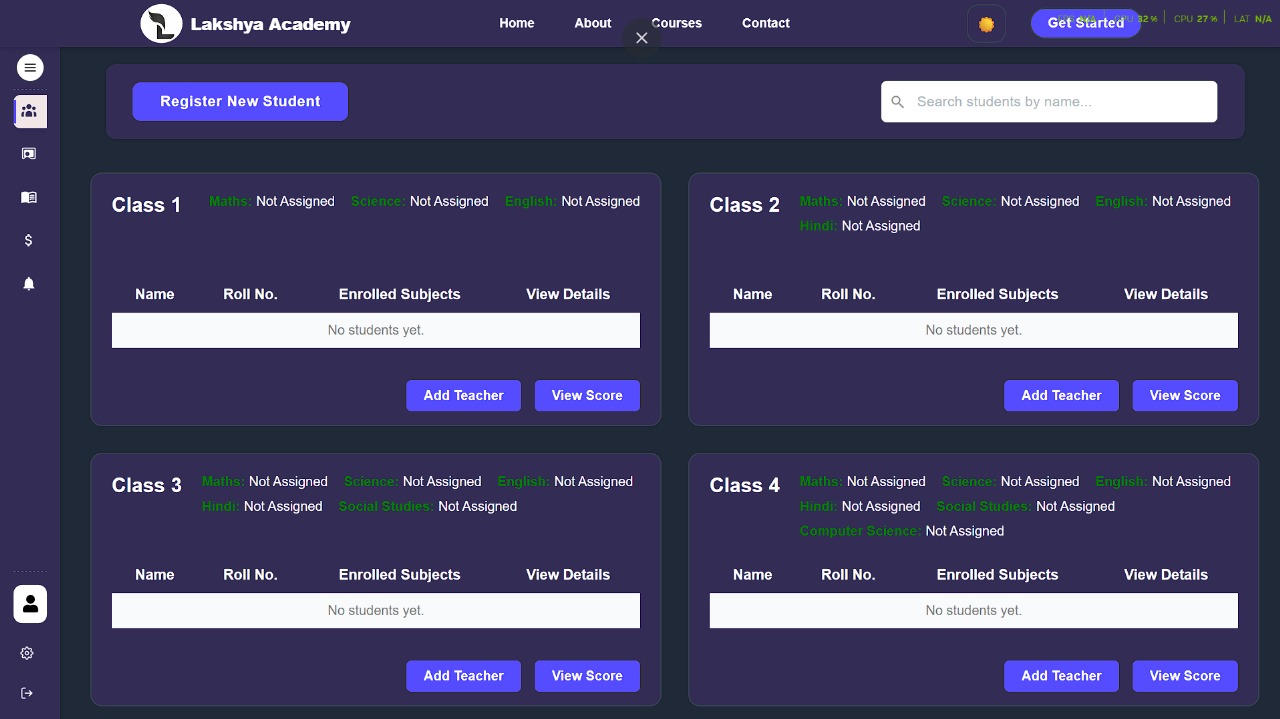 Lakshya Academy
Home About Courses Contact
Get Started
CPU 32 % CPU 27 % LAT N/A
Register New Student
Search students by name...
Class 1
Maths: Not Assigned Science: Not Assigned English: Not Assigned
Name Roll No. Enrolled Subjects View Details
No students yet.
Add Teacher View Score
Class 2
Maths: Not Assigned Science: Not Assigned English: Not Assigned
Hindi: Not Assigned
Name Roll No. Enrolled Subjects View Details
No students yet.
Add Teacher View Score
Class 3
Maths: Not Assigned Science: Not Assigned English: Not Assigned
Hindi: Not Assigned Social Studies: Not Assigned
Name Roll No. Enrolled Subjects View Details
No students yet.
Add Teacher View Score
Class 4
Maths: Not Assigned Science: Not Assigned English: Not Assigned
Hindi: Not Assigned Social Studies: Not Assigned
Computer Science: Not Assigned
Name Roll No. Enrolled Subjects View Details
No students yet.
Add Teacher View Score